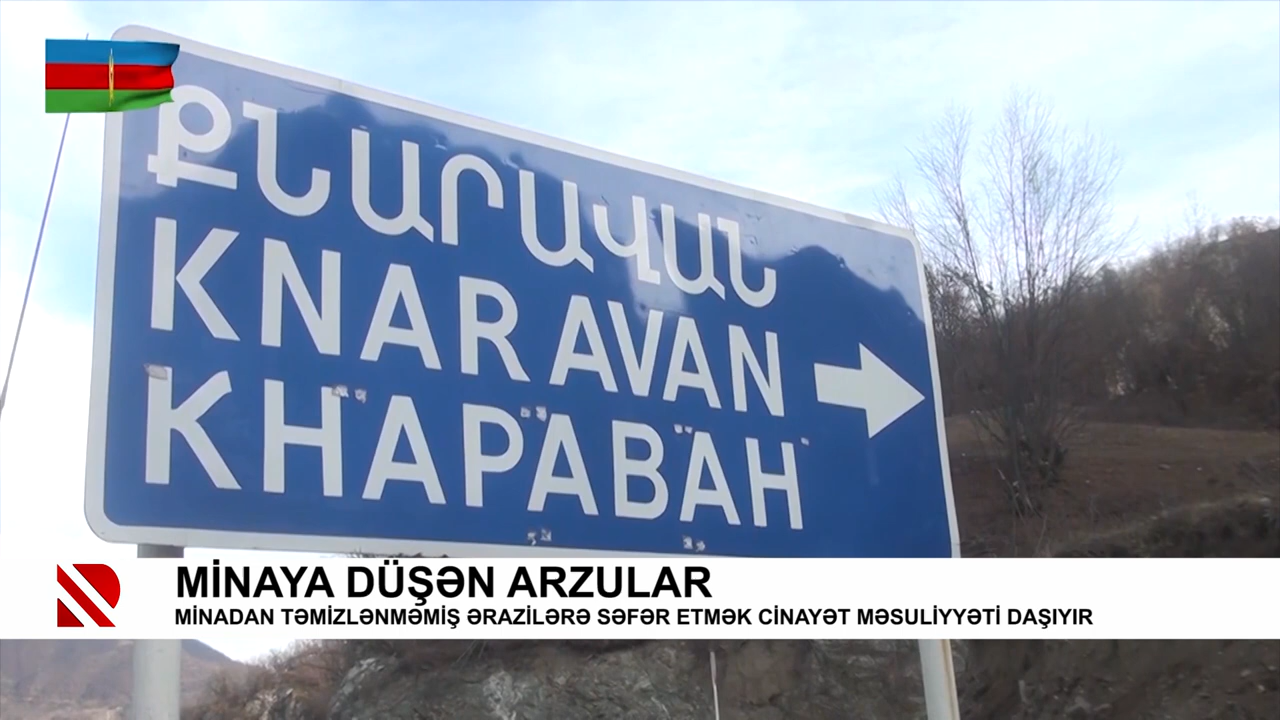 ՔՆԱՐԱՎԱՆ
KNARAVAN
КНАРАВАН
MİNAYA DÜŞƏN ARZULAR
MİNADAN TƏMİZLƏNMƏMİŞ ƏRAZİLƏRƏ SƏFƏR ETMƏK CİNAYƏT MƏSULİYYƏTİ DAŞIYIR